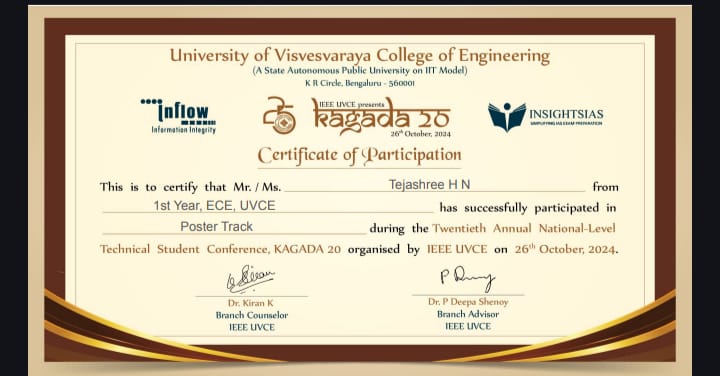 University of Visvesvaraya College of Engineering
(A State Autonomous Public University on IIT Model)
K R Circle, Bengaluru - 560001
inflow
Information Integrity
IEEE UVCE presents
kagada 20
26th October, 2024
INSIGHTSIAS
SIMPLIFYING IAS EXAM PREPARATION
Certificate of Participation
This is to certify that Mr. / Ms. Tejashree H N from
1st Year, ECE, UVCE has successfully participated in
Poster Track during the Twentieth Annual National-Level
Technical Student Conference, KAGADA 20 organised by IEEE UVCE on 26th October, 2024.
Dr. Kiran K
Branch Counselor
IEEE UVCE
P
Dr. P Deepa Shenoy
Branch Advisor
IEEE UVCE